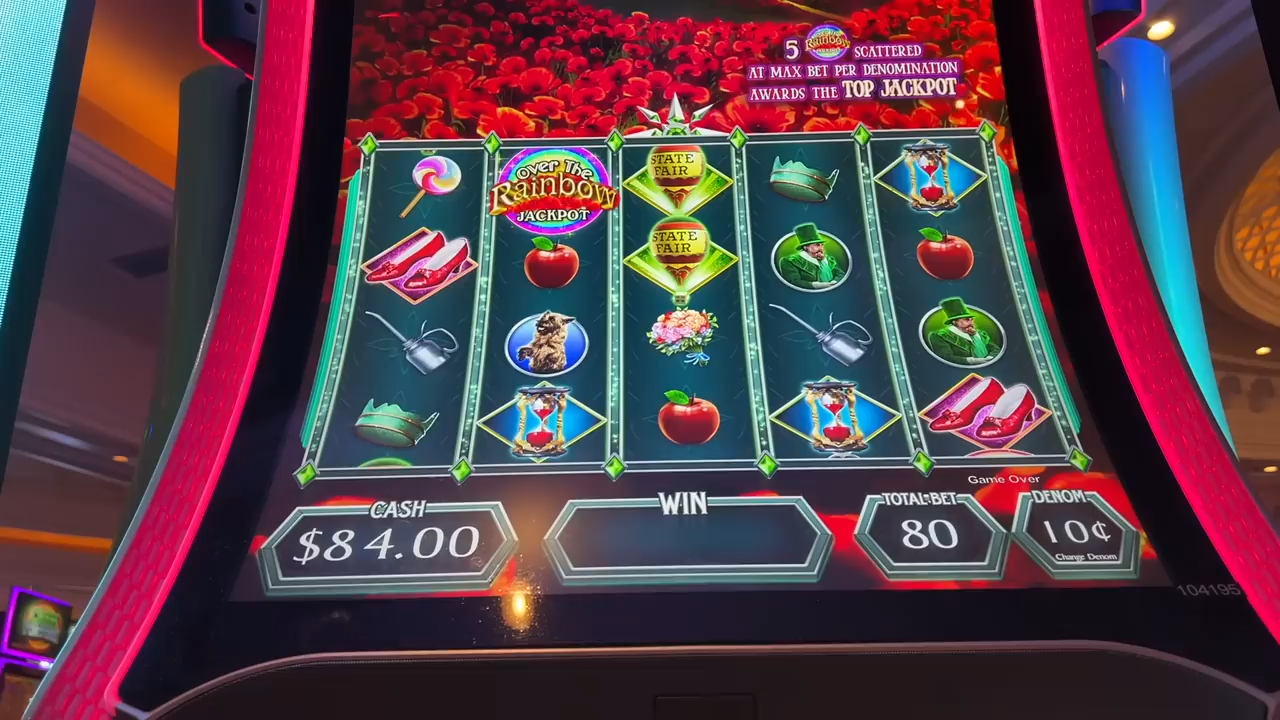 5 Rainbow SCATTERED
AT MAX BET PER DENOMINATION
AWARDS THE TOP JACKPOT
OVER THE
Rainbow
JACKPOT
STATE
FAIR
STATE
FAIR
Game Over
CASH
$84.00
WIN
TOTAL BET
80
DENOM
10¢
Change Denom
104195